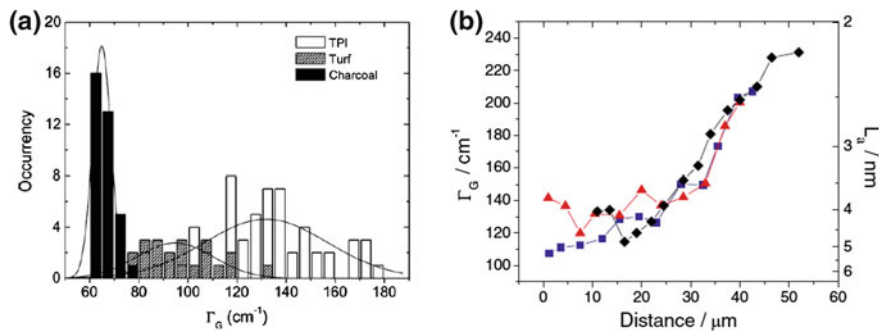 (a)
20
16
12
8
4
0
Occurrency
TPI
Turf
Charcoal
60 80 100 120 140 160 180
Γ_G (cm⁻¹)
(b)
240
220
200
180
160
140
120
100
Γ_G / cm⁻¹
2
3
4
5
6
L_a / nm
0 10 20 30 40 50 60
Distance / µm